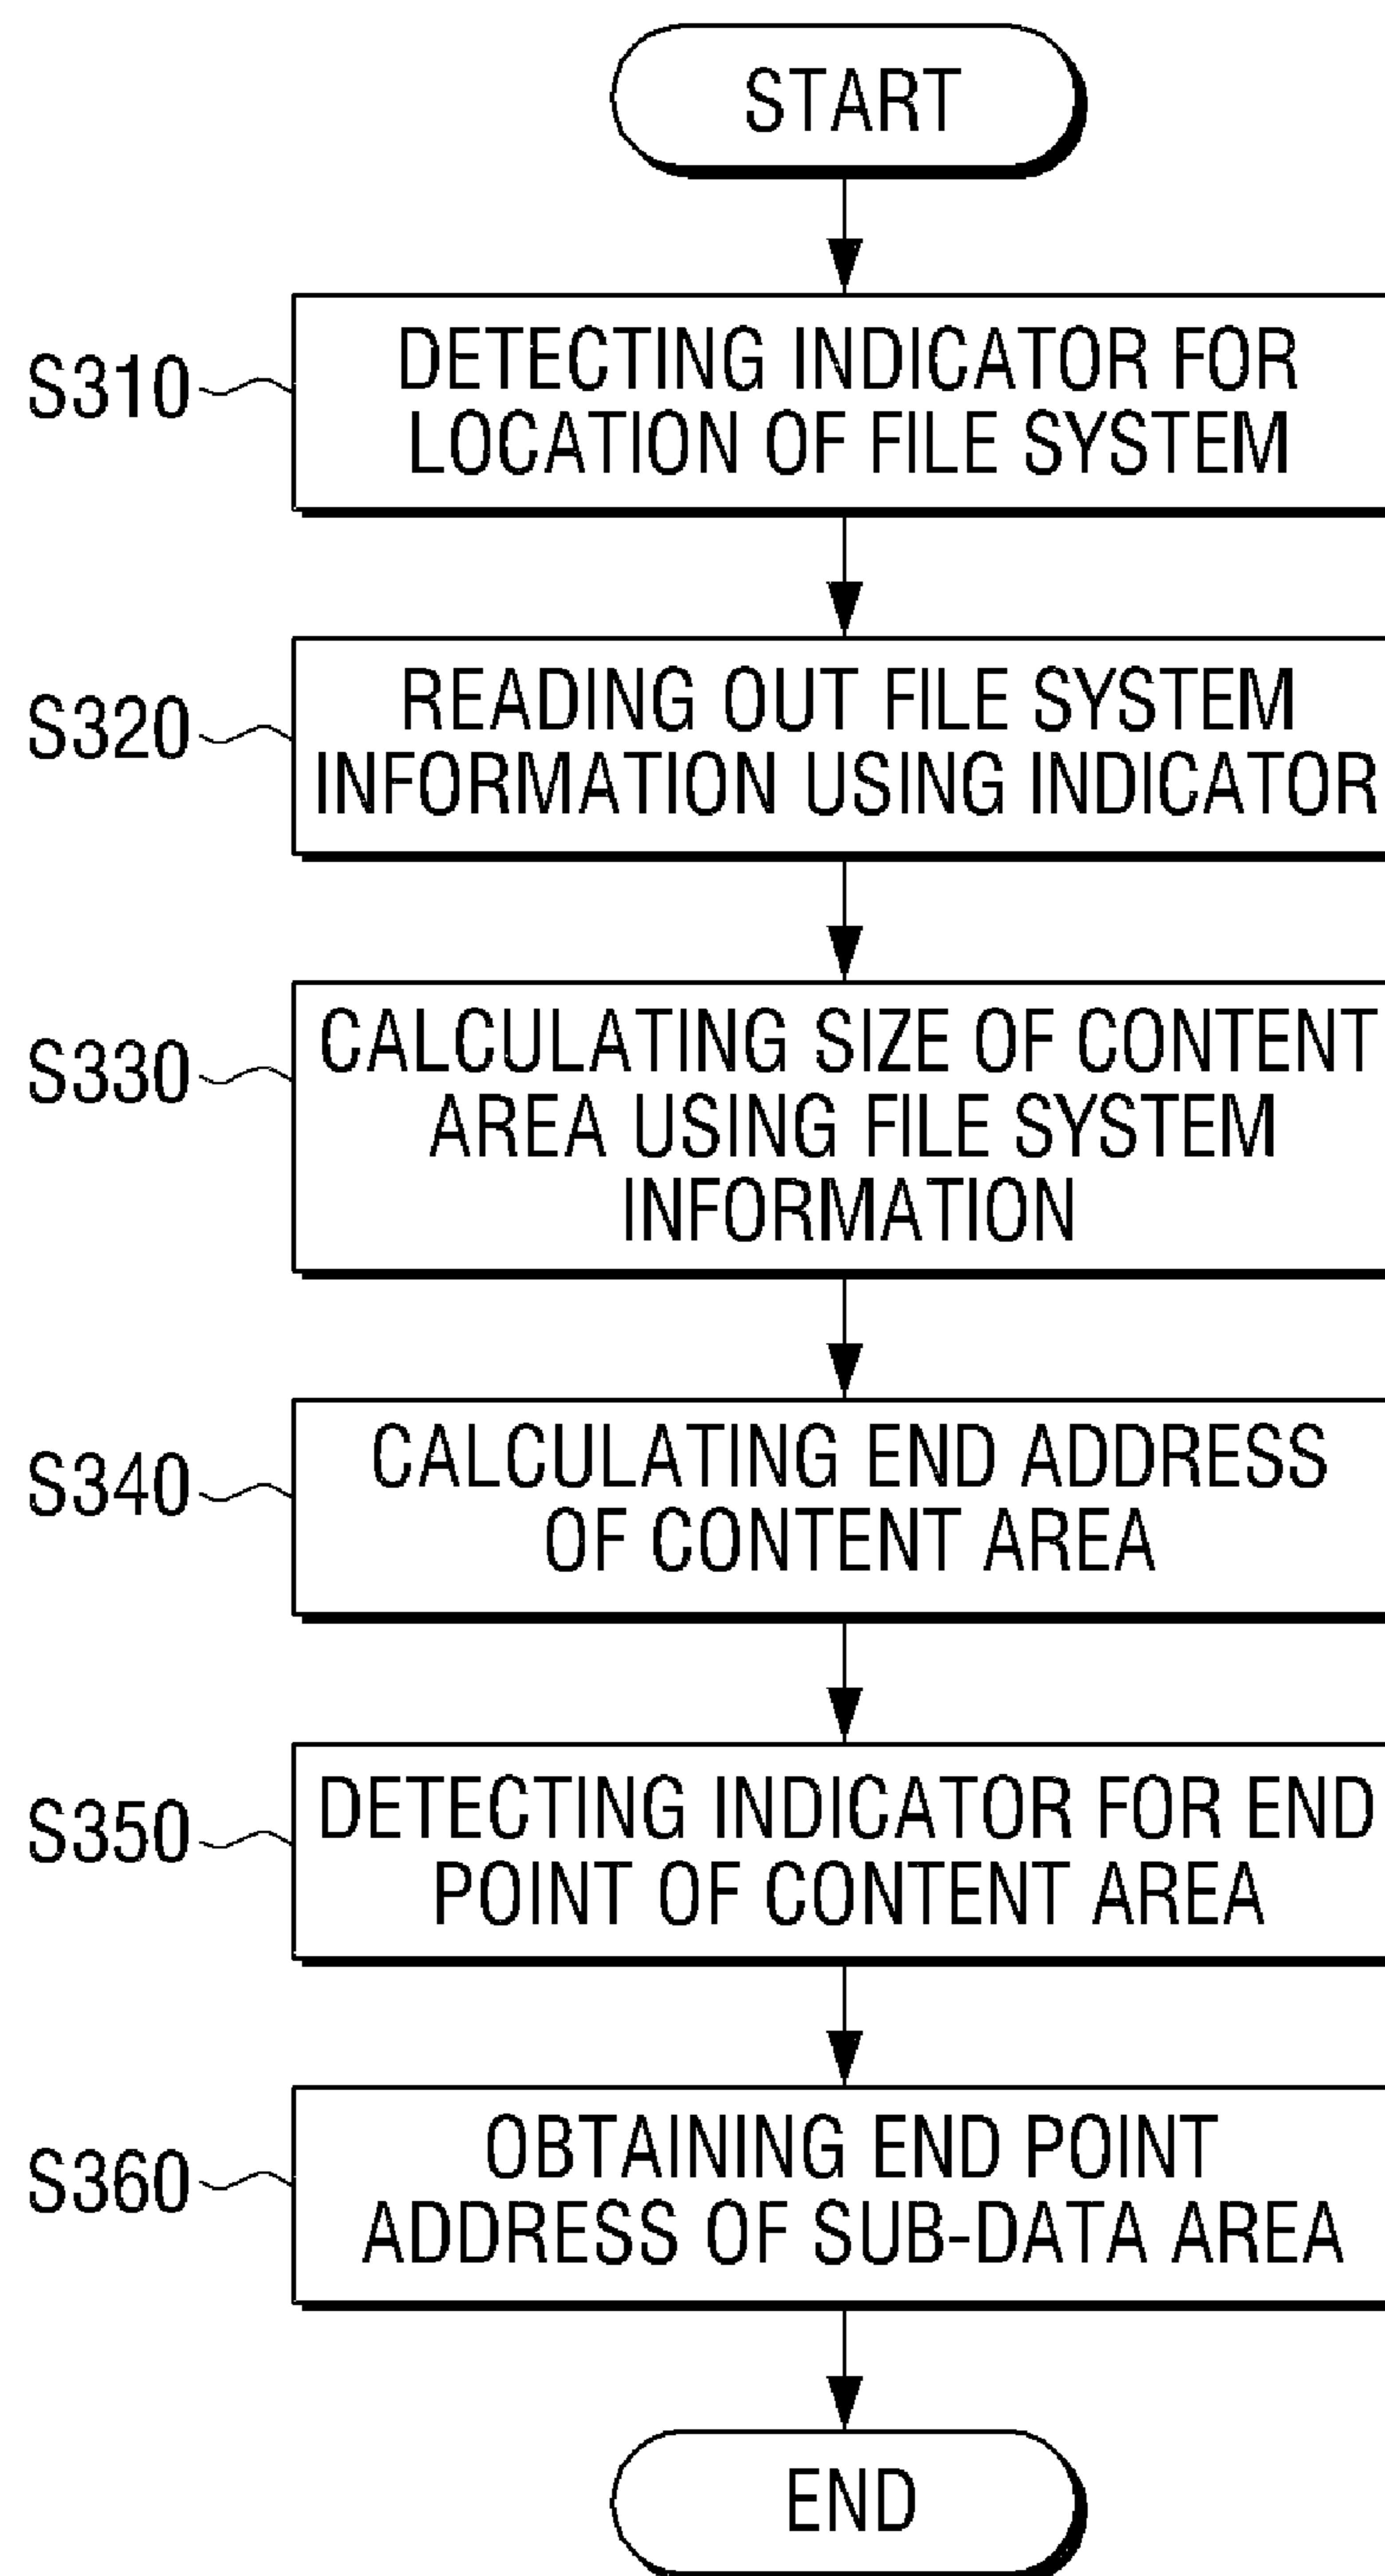 START
S310
DETECTING INDICATOR FOR
LOCATION OF FILE SYSTEM
S320
READING OUT FILE SYSTEM
INFORMATION USING INDICATOR
S330
CALCULATING SIZE OF CONTENT
AREA USING FILE SYSTEM
INFORMATION
S340
CALCULATING END ADDRESS
OF CONTENT AREA
S350
DETECTING INDICATOR FOR END
POINT OF CONTENT AREA
S360
OBTAINING END POINT
ADDRESS OF SUB-DATA AREA
END